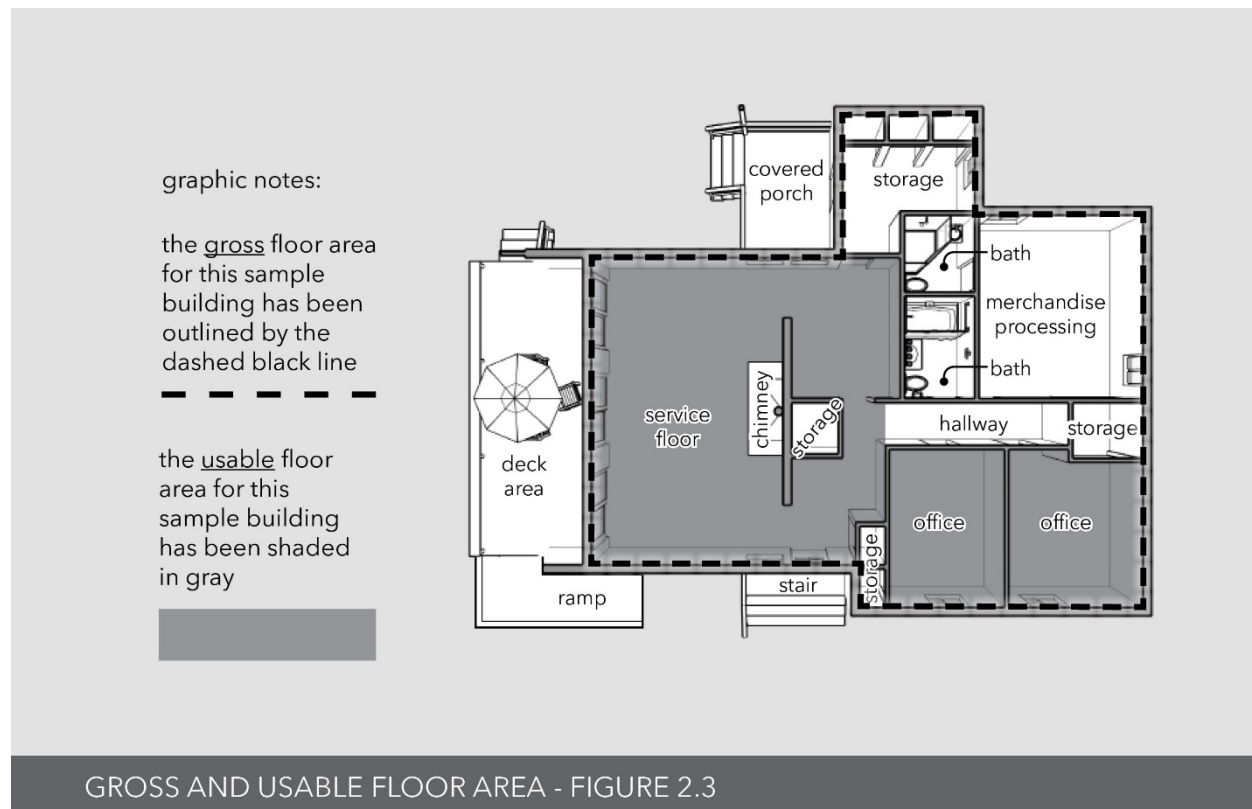 graphic notes:
the gross floor area
for this sample
building has been
outlined by the
dashed black line
the usable floor
area for this
sample building
has been shaded
in gray
covered
porch
storage
bath
merchandise
processing
bath
service
floor
chimney
storage
hallway
storage
deck
area
office
office
storage
stair
ramp
GROSS AND USABLE FLOOR AREA - FIGURE 2.3